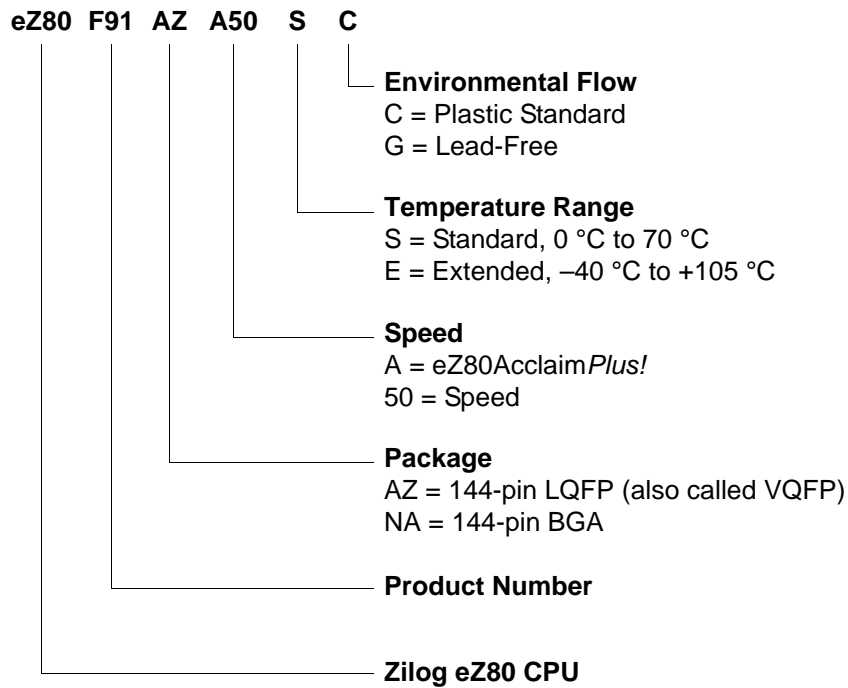 eZ80 F91 AZ A50 S C
Environmental Flow
C = Plastic Standard
G = Lead-Free
Temperature Range
S = Standard, 0 °C to 70 °C
E = Extended, –40 °C to +105 °C
Speed
A = eZ80AcclaimPlus!
50 = Speed
Package
AZ = 144-pin LQFP (also called VQFP)
NA = 144-pin BGA
Product Number
Zilog eZ80 CPU